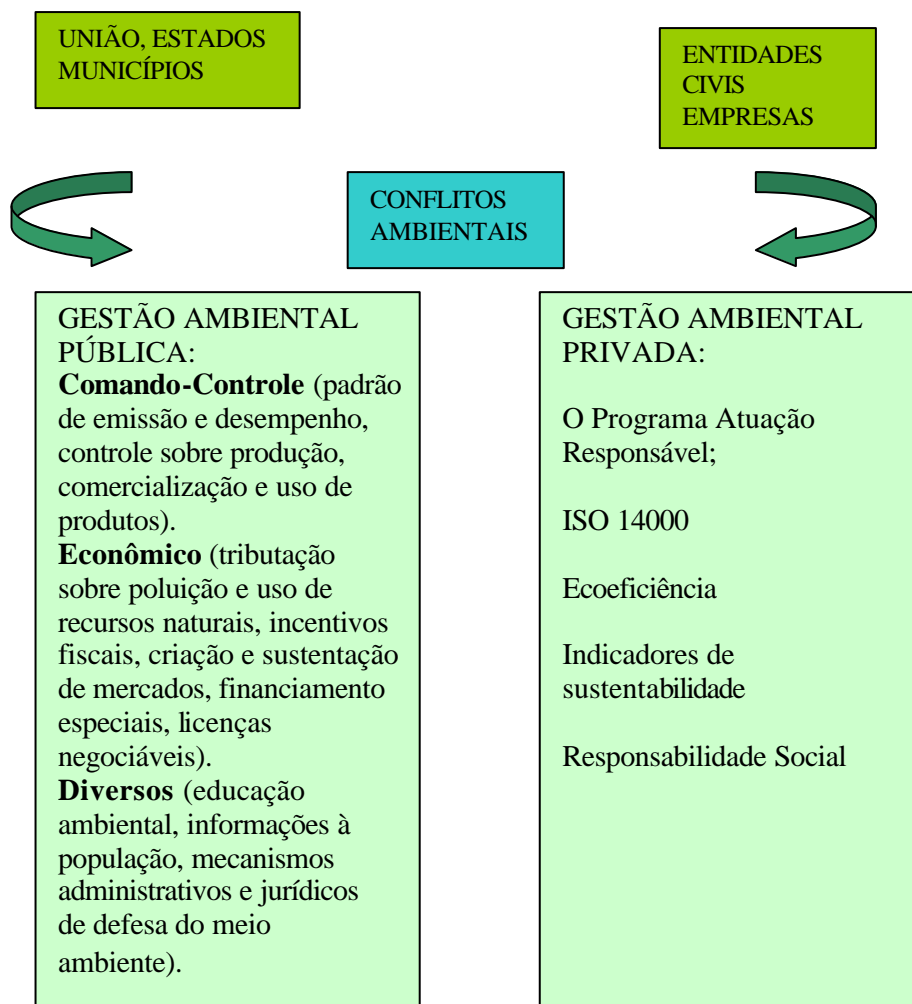 UNIÃO, ESTADOS
MUNICÍPIOS
ENTIDADES
CIVIS
EMPRESAS
CONFLITOS
AMBIENTAIS
GESTÃO AMBIENTAL
PÚBLICA:
Comando-Controle (padrão
de emissão e desempenho,
controle sobre produção,
comercialização e uso de
produtos).
Econômico (tributação
sobre poluição e uso de
recursos naturais, incentivos
fiscais, criação e sustentação
de mercados, financiamento
especiais, licenças
negociáveis).
Diversos (educação
ambiental, informações à
população, mecanismos
administrativos e jurídicos
de defesa do meio
ambiente).
GESTÃO AMBIENTAL
PRIVADA:
O Programa Atuação
Responsável;
ISO 14000
Ecoeficiência
Indicadores de
sustentabilidade
Responsabilidade Social